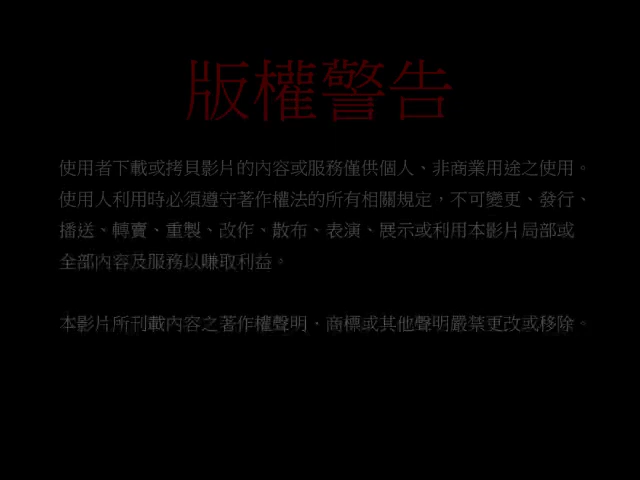 版權警告
使用者下載或拷貝影片的內容或服務僅供個人、非商業用途之使用。
使用人利用時必須遵守著作權法的所有相關規定，不可變更、發行、
播送、轉賣、重製、改作、散布、表演、展示或利用本影片局部或
全部內容及服務以賺取利益。
本影片所刊載內容之著作權聲明．商標或其他聲明嚴禁更改或移除。